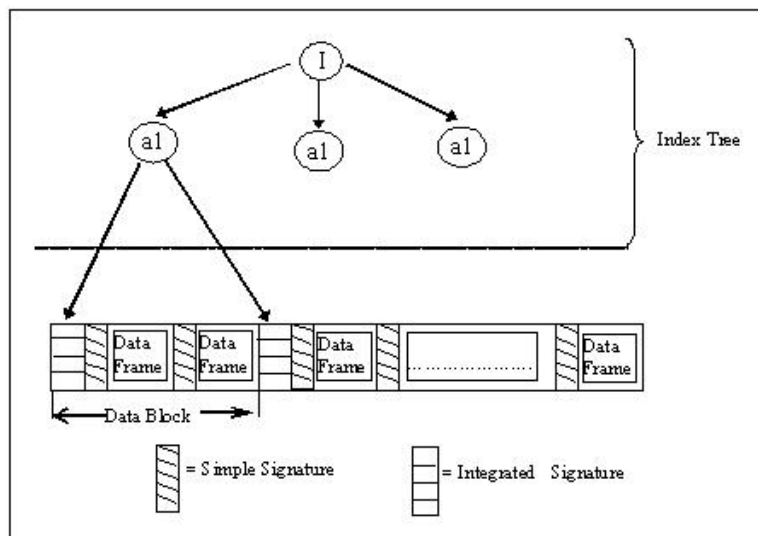 I
a1
a1
a1
Index Tree
Data
Frame
Data
Frame
Data
Frame
..........................
Data
Frame
Data Block
= Simple Signature
= Integrated Signature